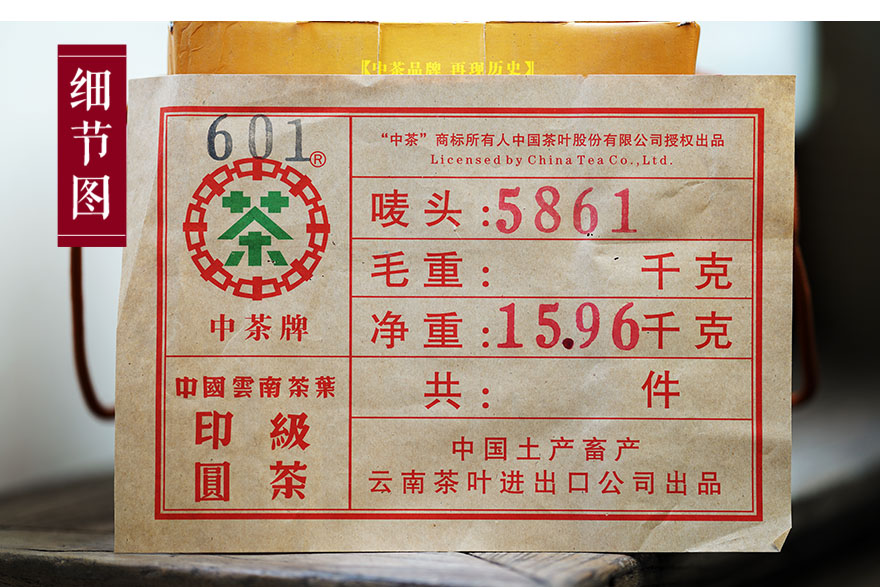 细节图
【中茶品牌 再现历史】
601
®
茶
中茶牌
中國雲南茶葉
印級
圓茶
“中茶”商标所有人中国茶叶股份有限公司授权出品
Licensed by China Tea Co.,Ltd.
唛头:5861
毛重: 千克
净重:15.96千克
共: 件
中国土产畜产
云南茶叶进出口公司出品